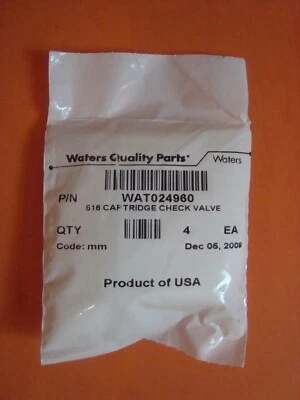 Waters Quality Parts Waters
P/N WAT024960
616 CARTRIDGE CHECK VALVE
QTY 4 EA
Code: mm Dec 05, 2009
Product of USA